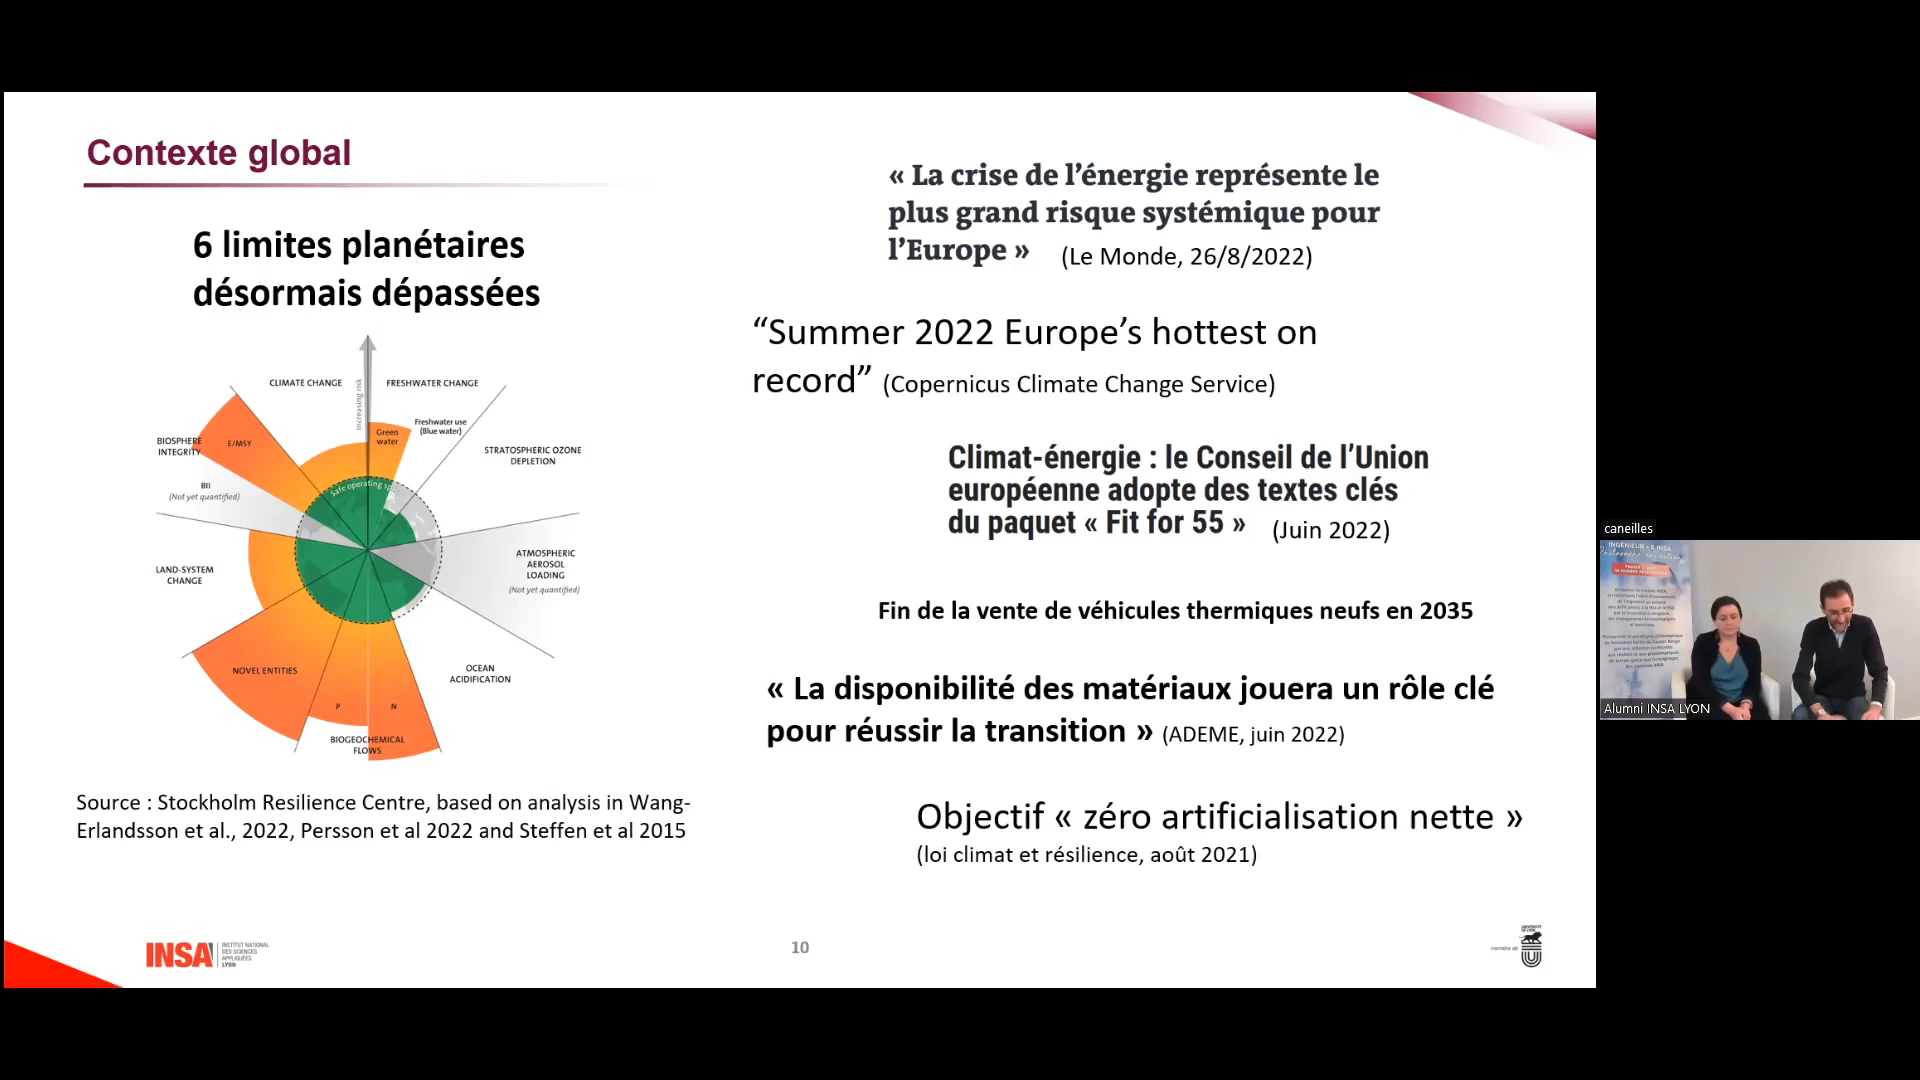 Contexte global
6 limites planétaires
désormais dépassées
Increasing risk
CLIMATE CHANGE
FRESHWATER CHANGE
Green
water
Freshwater use
(Blue water)
STRATOSPHERIC OZONE
DEPLETION
BIOSPHERE
INTEGRITY
E/MSY
BII
(Not yet quantified)
Safe operating sp
ATMOSPHERIC
AEROSOL
LOADING
(Not yet quantified)
LAND-SYSTEM
CHANGE
OCEAN
ACIDIFICATION
NOVEL ENTITIES
P
N
BIOGEOCHEMICAL
FLOWS
Source : Stockholm Resilience Centre, based on analysis in Wang-
Erlandsson et al., 2022, Persson et al 2022 and Steffen et al 2015
« La crise de l’énergie représente le
plus grand risque systémique pour
l’Europe » (Le Monde, 26/8/2022)
“Summer 2022 Europe’s hottest on
record” (Copernicus Climate Change Service)
Climat-énergie : le Conseil de l’Union
européenne adopte des textes clés
du paquet « Fit for 55 » (Juin 2022)
Fin de la vente de véhicules thermiques neufs en 2035
« La disponibilité des matériaux jouera un rôle clé
pour réussir la transition » (ADEME, juin 2022)
Objectif « zéro artificialisation nette »
(loi climat et résilience, août 2021)
INSA
INSTITUT NATIONAL
DES SCIENCES
APPLIQUÉES
LYON
10
membre de
UNIVERSITÉ
DE LYON
caneilles
INGÉNIEUR • E INSA
Alumni INSA LYON